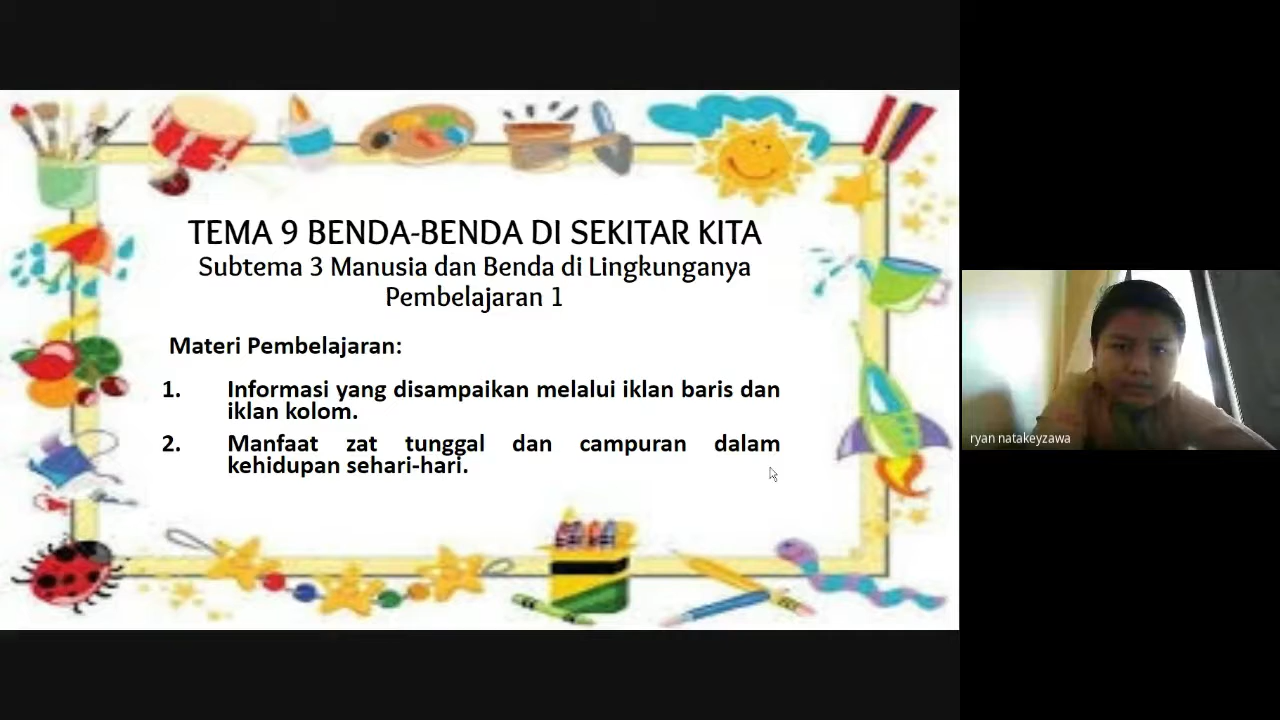 TEMA 9 BENDA-BENDA DI SEKITAR KITA
Subtema 3 Manusia dan Benda di Lingkunganya
Pembelajaran 1
Materi Pembelajaran:
1. Informasi yang disampaikan melalui iklan baris dan
iklan kolom.
2. Manfaat zat tunggal dan campuran dalam
kehidupan sehari-hari.
ryan natakeyzawa